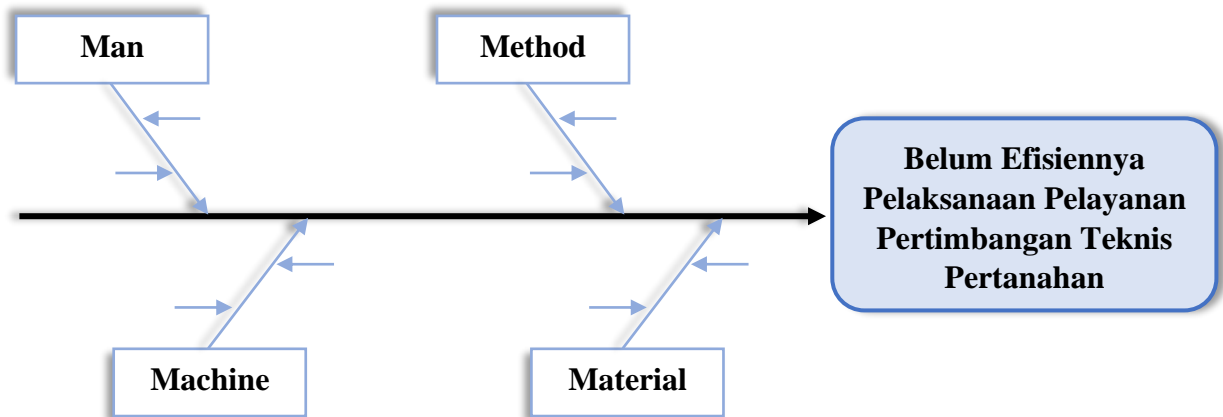 Man
Method
Belum Efisiennya
Pelaksanaan Pelayanan
Pertimbangan Teknis
Pertanahan
Machine
Material